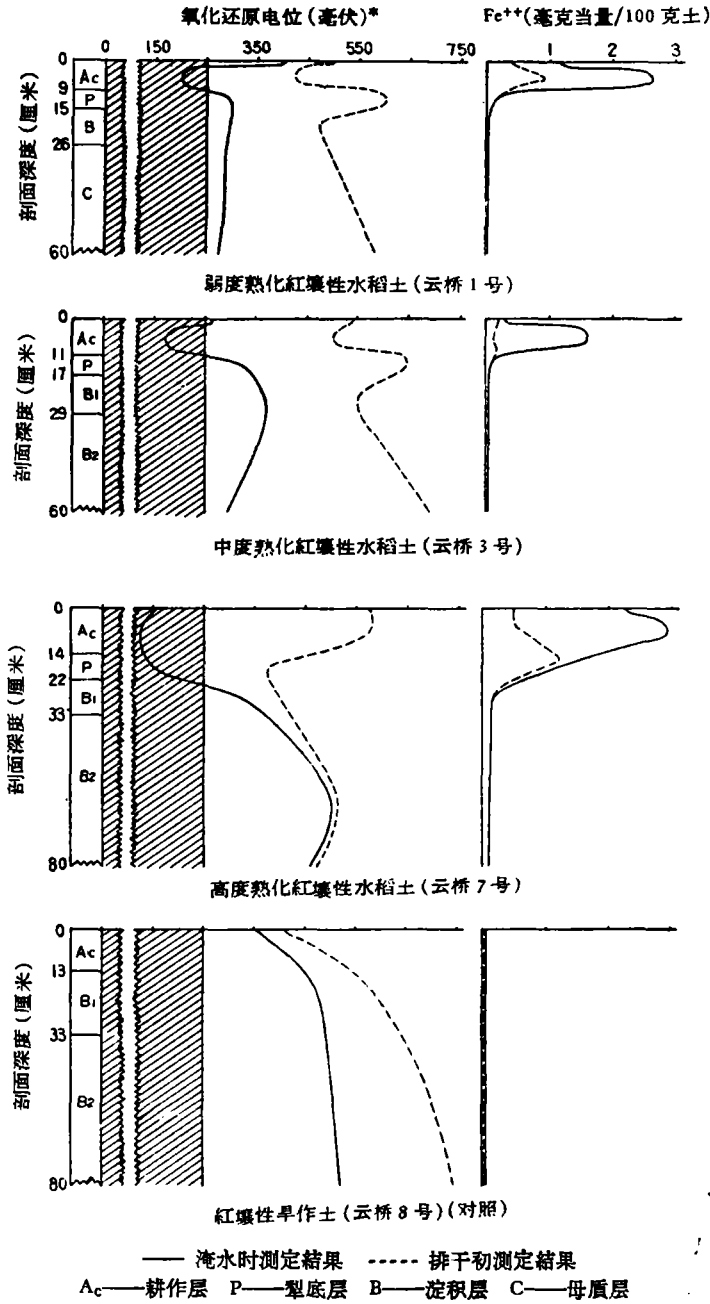 氧化还原电位(毫伏)* Fe++(毫克当量/100克土)
0 150 350 550 750 1 2 3
剖面深度(厘米)
0
Ac
9
P
15
B
26
C
60
弱度熟化紅壤性水稻土(云桥1号)
剖面深度(厘米)
0
Ac
11
P
17
B1
29
B2
60
中度熟化紅壤性水稻土(云桥3号)
剖面深度(厘米)
0
Ac
14
P
22
B1
33
B2
80
高度熟化紅壤性水稻土(云桥7号)
剖面深度(厘米)
0
Ac
13
B1
33
B2
80
紅壤性旱作土(云桥8号)(对照)
—— 淹水时測定結果 ----- 排干初測定結果
Ac——耕作层 P——犁底层 B——淀积层 C——母質层